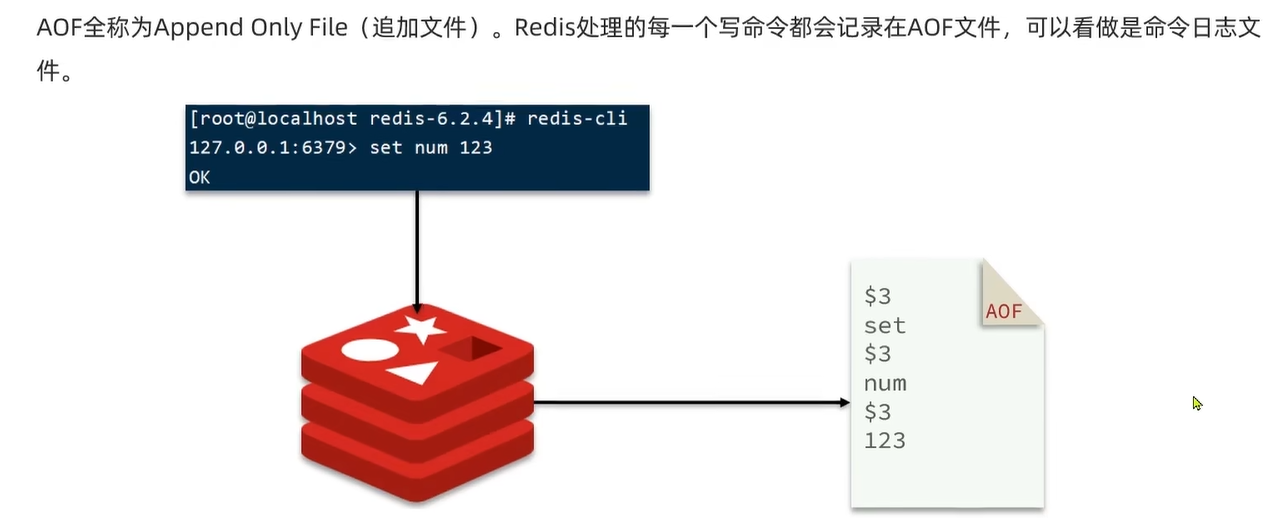 AOF全称为Append Only File（追加文件）。Redis处理的每一个写命令都会记录在AOF文件，可以看做是命令日志文
件。
[root@localhost redis-6.2.4]# redis-cli
127.0.0.1:6379> set num 123
OK
AOF
$3
set
$3
num
$3
123